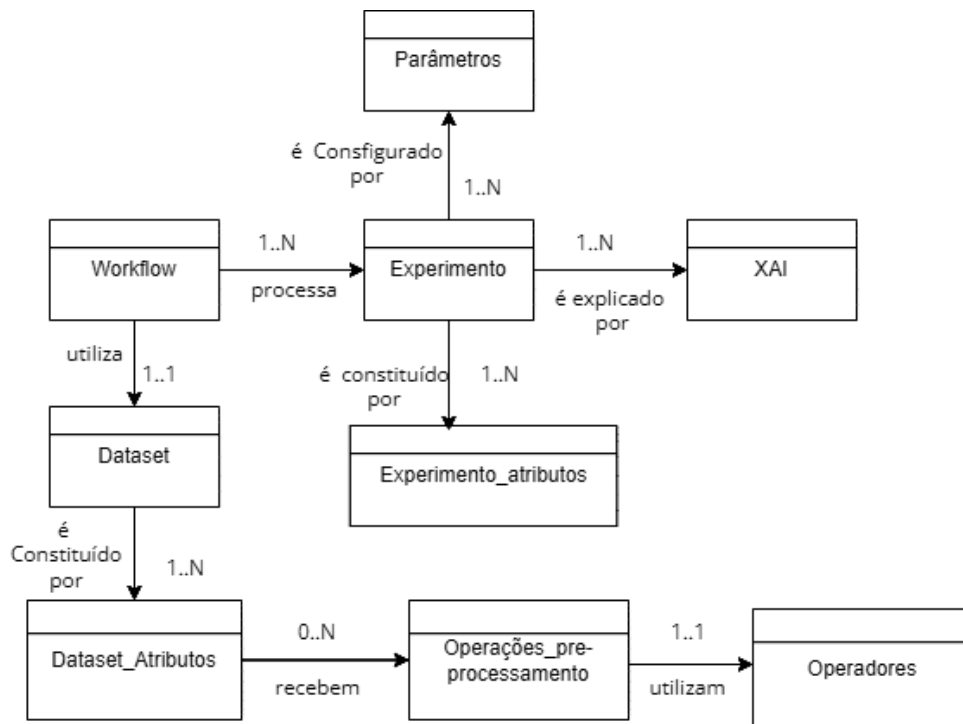 Parâmetros
é Consfigurado
por
1..N
Workflow
1..N
processa
Experimento
1..N
é explicado
por
XAI
utiliza
1..1
é constituído
por
1..N
Dataset
Experimento_atributos
é
Constituído
por
1..N
Dataset_Atributos
0..N
recebem
Operações_pre-
processamento
1..1
utilizam
Operadores